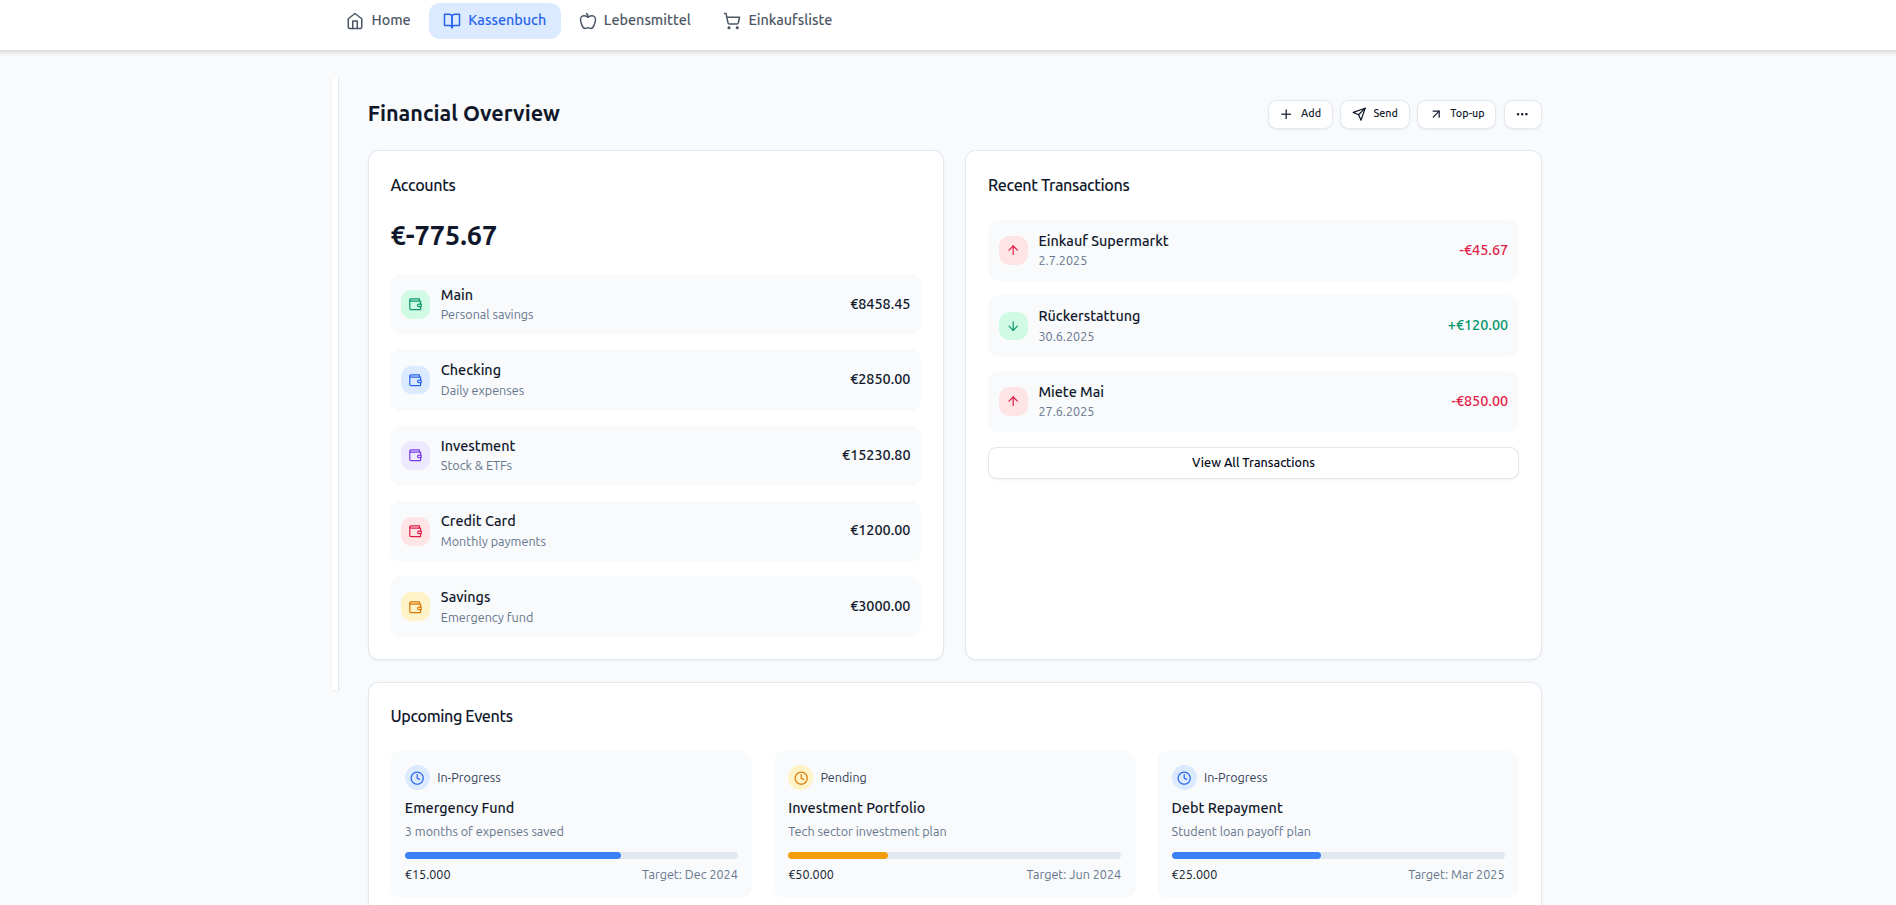 Home
Kassenbuch
Lebensmittel
Einkaufsliste
Financial Overview
Add
Send
Top-up
Accounts
€-775.67
Main
Personal savings
€8458.45
Checking
Daily expenses
€2850.00
Investment
Stock & ETFs
€15230.80
Credit Card
Monthly payments
€1200.00
Savings
Emergency fund
€3000.00
Recent Transactions
Einkauf Supermarkt
2.7.2025
-€45.67
Rückerstattung
30.6.2025
+€120.00
Miete Mai
27.6.2025
-€850.00
View All Transactions
Upcoming Events
In-Progress
Emergency Fund
3 months of expenses saved
€15.000
Target: Dec 2024
Pending
Investment Portfolio
Tech sector investment plan
€50.000
Target: Jun 2024
In-Progress
Debt Repayment
Student loan payoff plan
€25.000
Target: Mar 2025